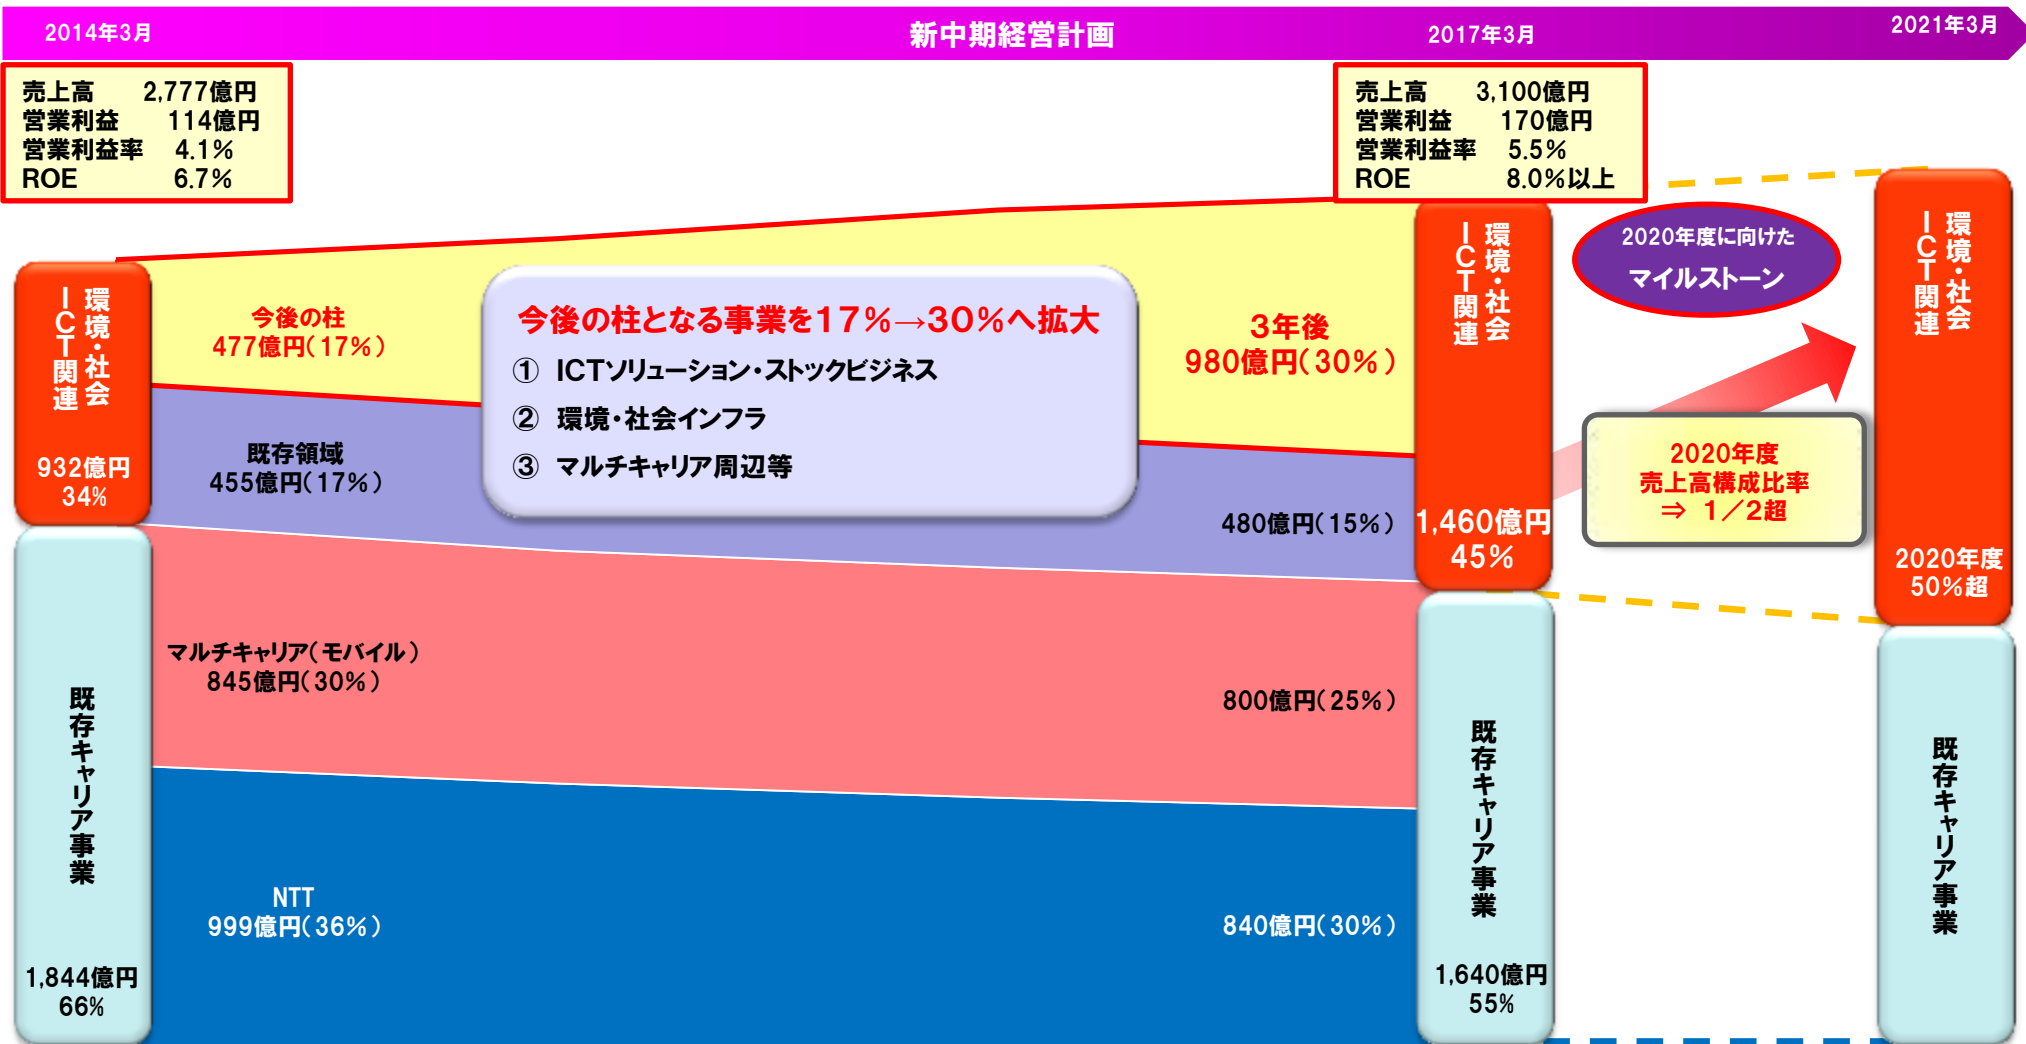 2014年3月
新中期経営計画
2017年3月
2021年3月
売上高 2,777億円
営業利益 114億円
営業利益率 4.1%
ROE 6.7%
売上高 3,100億円
営業利益 170億円
営業利益率 5.5%
ROE 8.0%以上
環境・社会
ICT関連
932億円
34%
既存キャリア事業
1,844億円
66%
今後の柱
477億円(17%)
既存領域
455億円(17%)
マルチキャリア(モバイル)
845億円(30%)
NTT
999億円(36%)
今後の柱となる事業を17%→30%へ拡大
① ICTソリューション・ストックビジネス
② 環境・社会インフラ
③ マルチキャリア周辺等
3年後
980億円(30%)
480億円(15%)
800億円(25%)
840億円(30%)
環境・社会
ICT関連
1,460億円
45%
既存キャリア事業
1,640億円
55%
2020年度に向けた
マイルストーン
2020年度
売上高構成比率
⇒ 1/2超
環境・社会
ICT関連
2020年度
50%超
既存キャリア事業